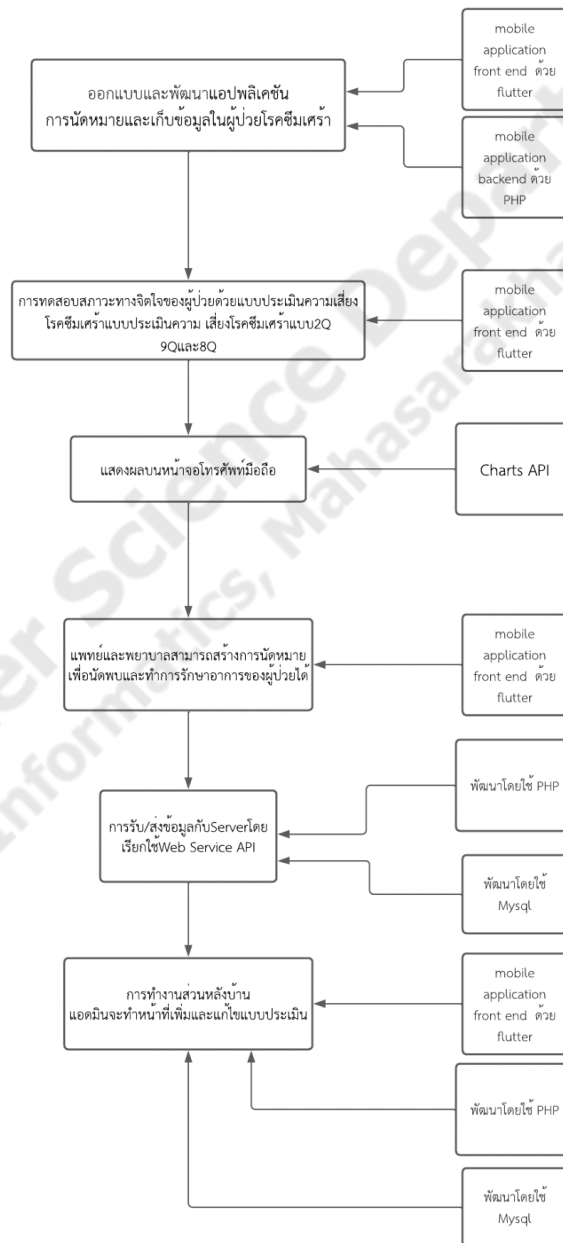 mobile
application
front end ด้วย
flutter
ออกแบบและพัฒนาแอปพลิเคชัน
การนัดหมายและเก็บข้อมูลในผู้ป่วยโรคซึมเศร้า
mobile
application
backend ด้วย
PHP
การทดสอบสภาวะทางจิตใจของผู้ป่วยด้วยแบบประเมินความเสี่ยง
โรคซึมเศร้าแบบประเมินความ เสี่ยงโรคซึมเศร้าแบบ2Q
9Qและ8Q
mobile
application
front end ด้วย
flutter
แสดงผลบนหน้าจอโทรศัพท์มือถือ
Charts API
แพทย์และพยาบาลสามารถสร้างการนัดหมาย
เพื่อนัดพบและทำการรักษาอาการของผู้ป่วยได้
mobile
application
front end ด้วย
flutter
พัฒนาโดยใช้ PHP
การรับ/ส่งข้อมูลกับServerโดย
เรียกใช้Web Service API
พัฒนาโดยใช้
Mysql
การทำงานส่วนหลังบ้าน
แอดมินจะทำหน้าที่เพิ่มและแก้ไขแบบประเมิน
mobile
application
front end ด้วย
flutter
พัฒนาโดยใช้ PHP
พัฒนาโดยใช้
Mysql
er Science Depart
Informatics, Mahasarakha